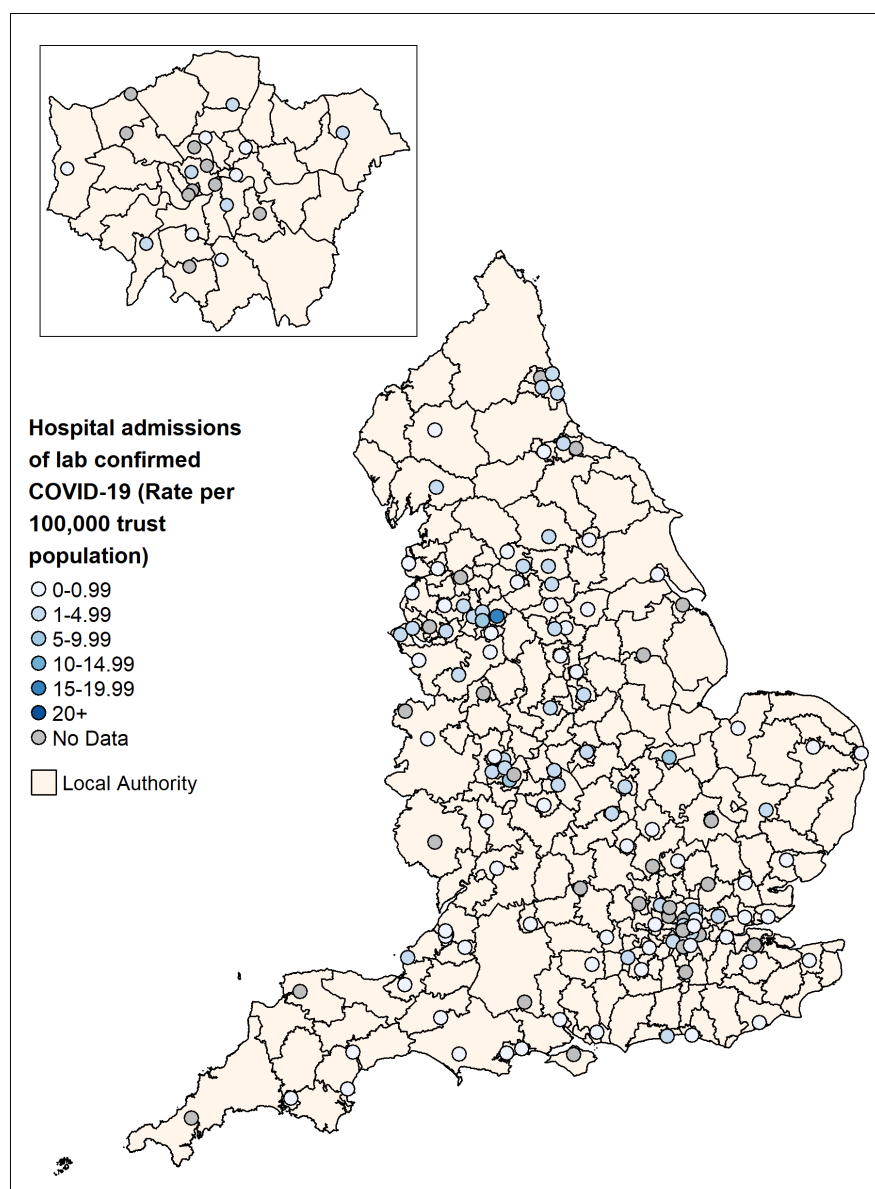 Hospital admissions
of lab confirmed
COVID-19 (Rate per
100,000 trust
population)
0-0.99
1-4.99
5-9.99
10-14.99
15-19.99
20+
No Data
Local Authority